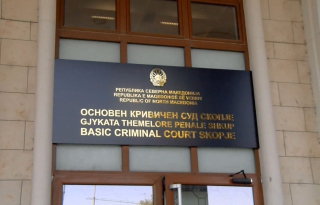 РЕПУБЛИКА СЕВЕРНА МАКЕДОНИЈА
REPUBLIKA E MAQEDONISË SË VERIUT
REPUBLIC OF NORTH MACEDONIA
ОСНОВЕН КРИВИЧЕН СУД СКОПЈЕ
GJYKATA THEMELORE PENALE SHKUP
BASIC CRIMINAL COURT SKOPJE